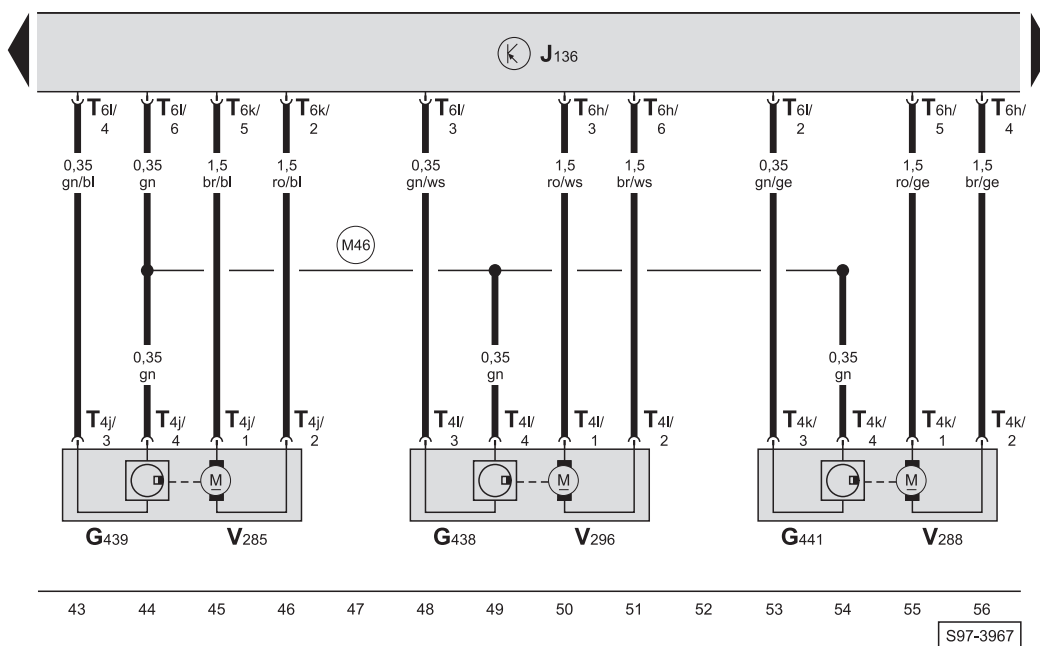 J136
T6l/ T6l/ T6k/ T6k/ T6l/ T6h/ T6h/ T6l/ T6h/ T6h/
4 6 5 2 3 3 6 2 5 4
0,35 0,35 1,5 1,5 0,35 1,5 1,5 0,35 1,5 1,5
gn/bl gn br/bl ro/bl gn/ws ro/ws br/ws gn/ge ro/ge br/ge
M46
0,35 0,35 0,35
gn gn gn
T4j/ T4j/ T4j/ T4j/ T4l/ T4l/ T4l/ T4l/ T4k/ T4k/ T4k/ T4k/
3 4 1 2 3 4 1 2 3 4 1 2
M M M
G439 V285 G438 V296 G441 V288
43 44 45 46 47 48 49 50 51 52 53 54 55 56
S97-3967